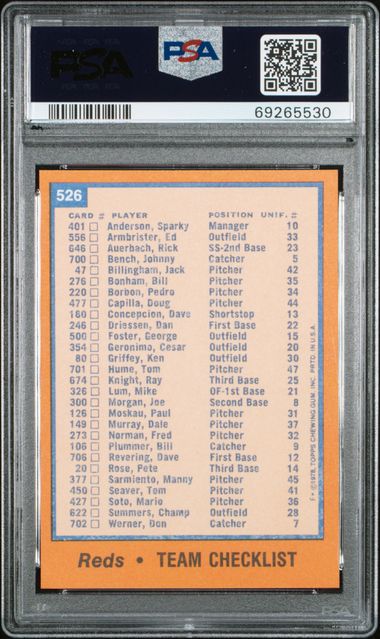 PSA
PSA
69265530
526
CARD # PLAYER POSITION UNIF. #
401 Anderson, Sparky Manager 10
556 Armbrister, Ed Outfield 33
646 Auerbach, Rick SS-2nd Base 23
700 Bench, Johnny Catcher 5
47 Billingham, Jack Pitcher 42
276 Bonham, Bill Pitcher 35
220 Borbon, Pedro Pitcher 34
477 Capilla, Doug Pitcher 44
180 Concepcion, Dave Shortstop 13
246 Driessen, Dan First Base 22
500 Foster, George Outfield 15
354 Geronimo, Cesar Outfield 20
80 Griffey, Ken Outfield 30
701 Hume, Tom Pitcher 47
674 Knight, Ray Third Base 25
326 Lum, Mike OF-1st Base 21
300 Morgan, Joe Second Base 8
126 Moskau, Paul Pitcher 31
149 Murray, Dale Pitcher 37
273 Norman, Fred Pitcher 32
106 Plummer, Bill Catcher 9
706 Revering, Dave First Base 12
20 Rose, Pete Third Base 14
377 Sarmiento, Manny Pitcher 45
450 Seaver, Tom Pitcher 41
427 Soto, Mario Pitcher 36
622 Summers, Champ Outfield 28
702 Werner, Don Catcher 7
F* ©1978, TOPPS CHEWING GUM, INC. PRTD. IN U.S.A.
Reds • TEAM CHECKLIST